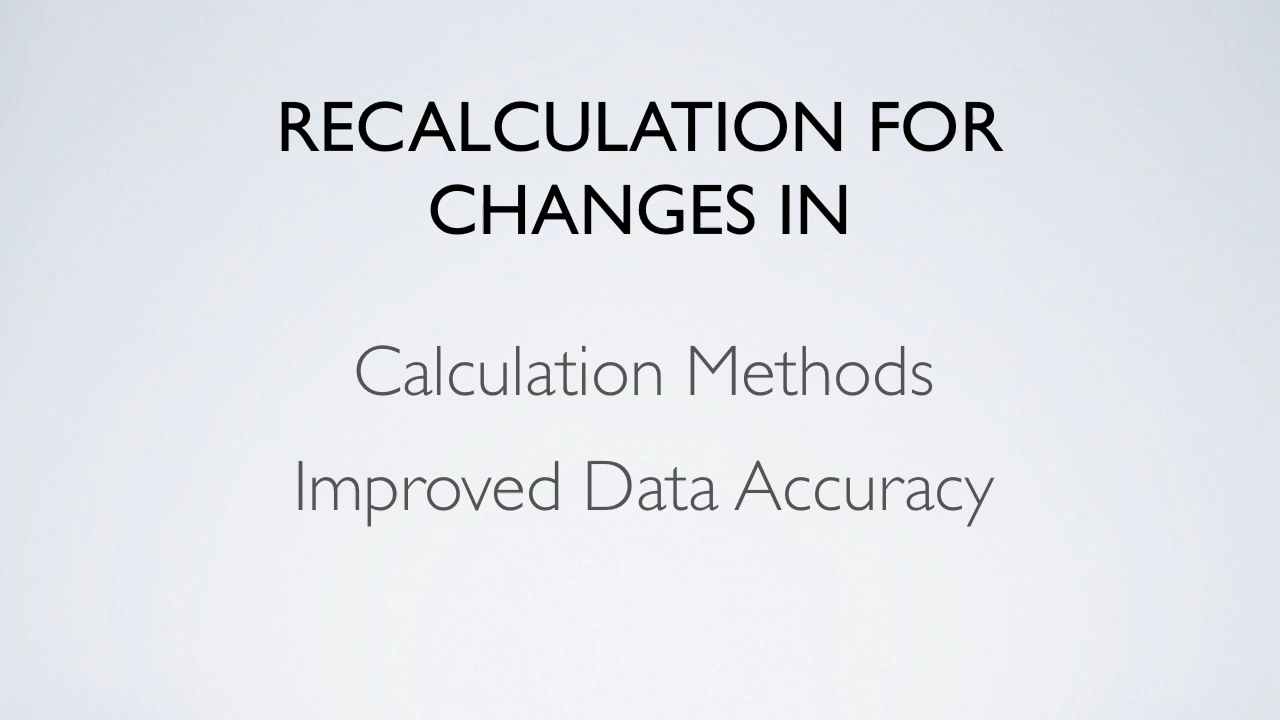 RECALCULATION FOR
CHANGES IN
Calculation Methods
Improved Data Accuracy